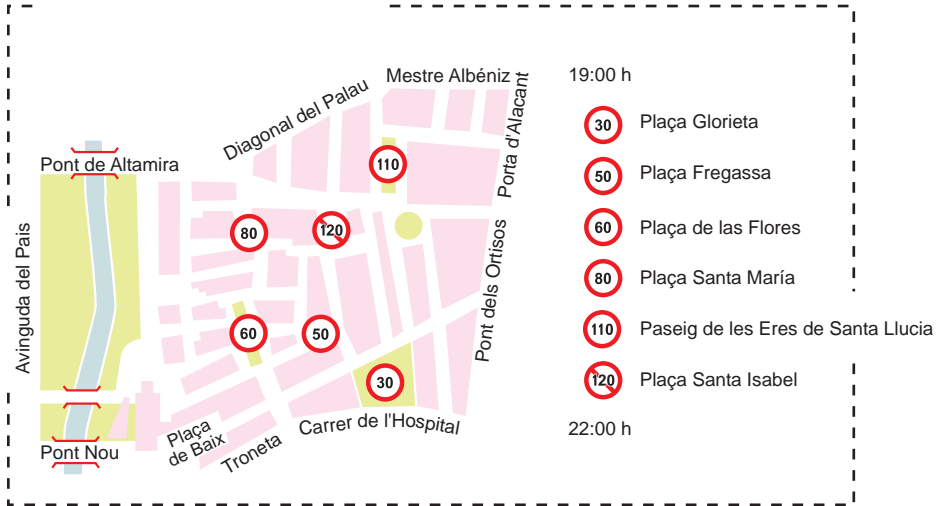 Mestre Albéniz
Diagonal del Palau
Porta d'Alacant
Pont de Altamira
110
80
120
Avinguda del Pais
Pont dels Ortisos
60
50
30
Plaça
de Baix
Troneta
Carrer de l'Hospital
Pont Nou
19:00 h
30 Plaça Glorieta
50 Plaça Fregassa
60 Plaça de las Flores
80 Plaça Santa María
110 Paseig de les Eres de Santa Llucia
120 Plaça Santa Isabel
22:00 h